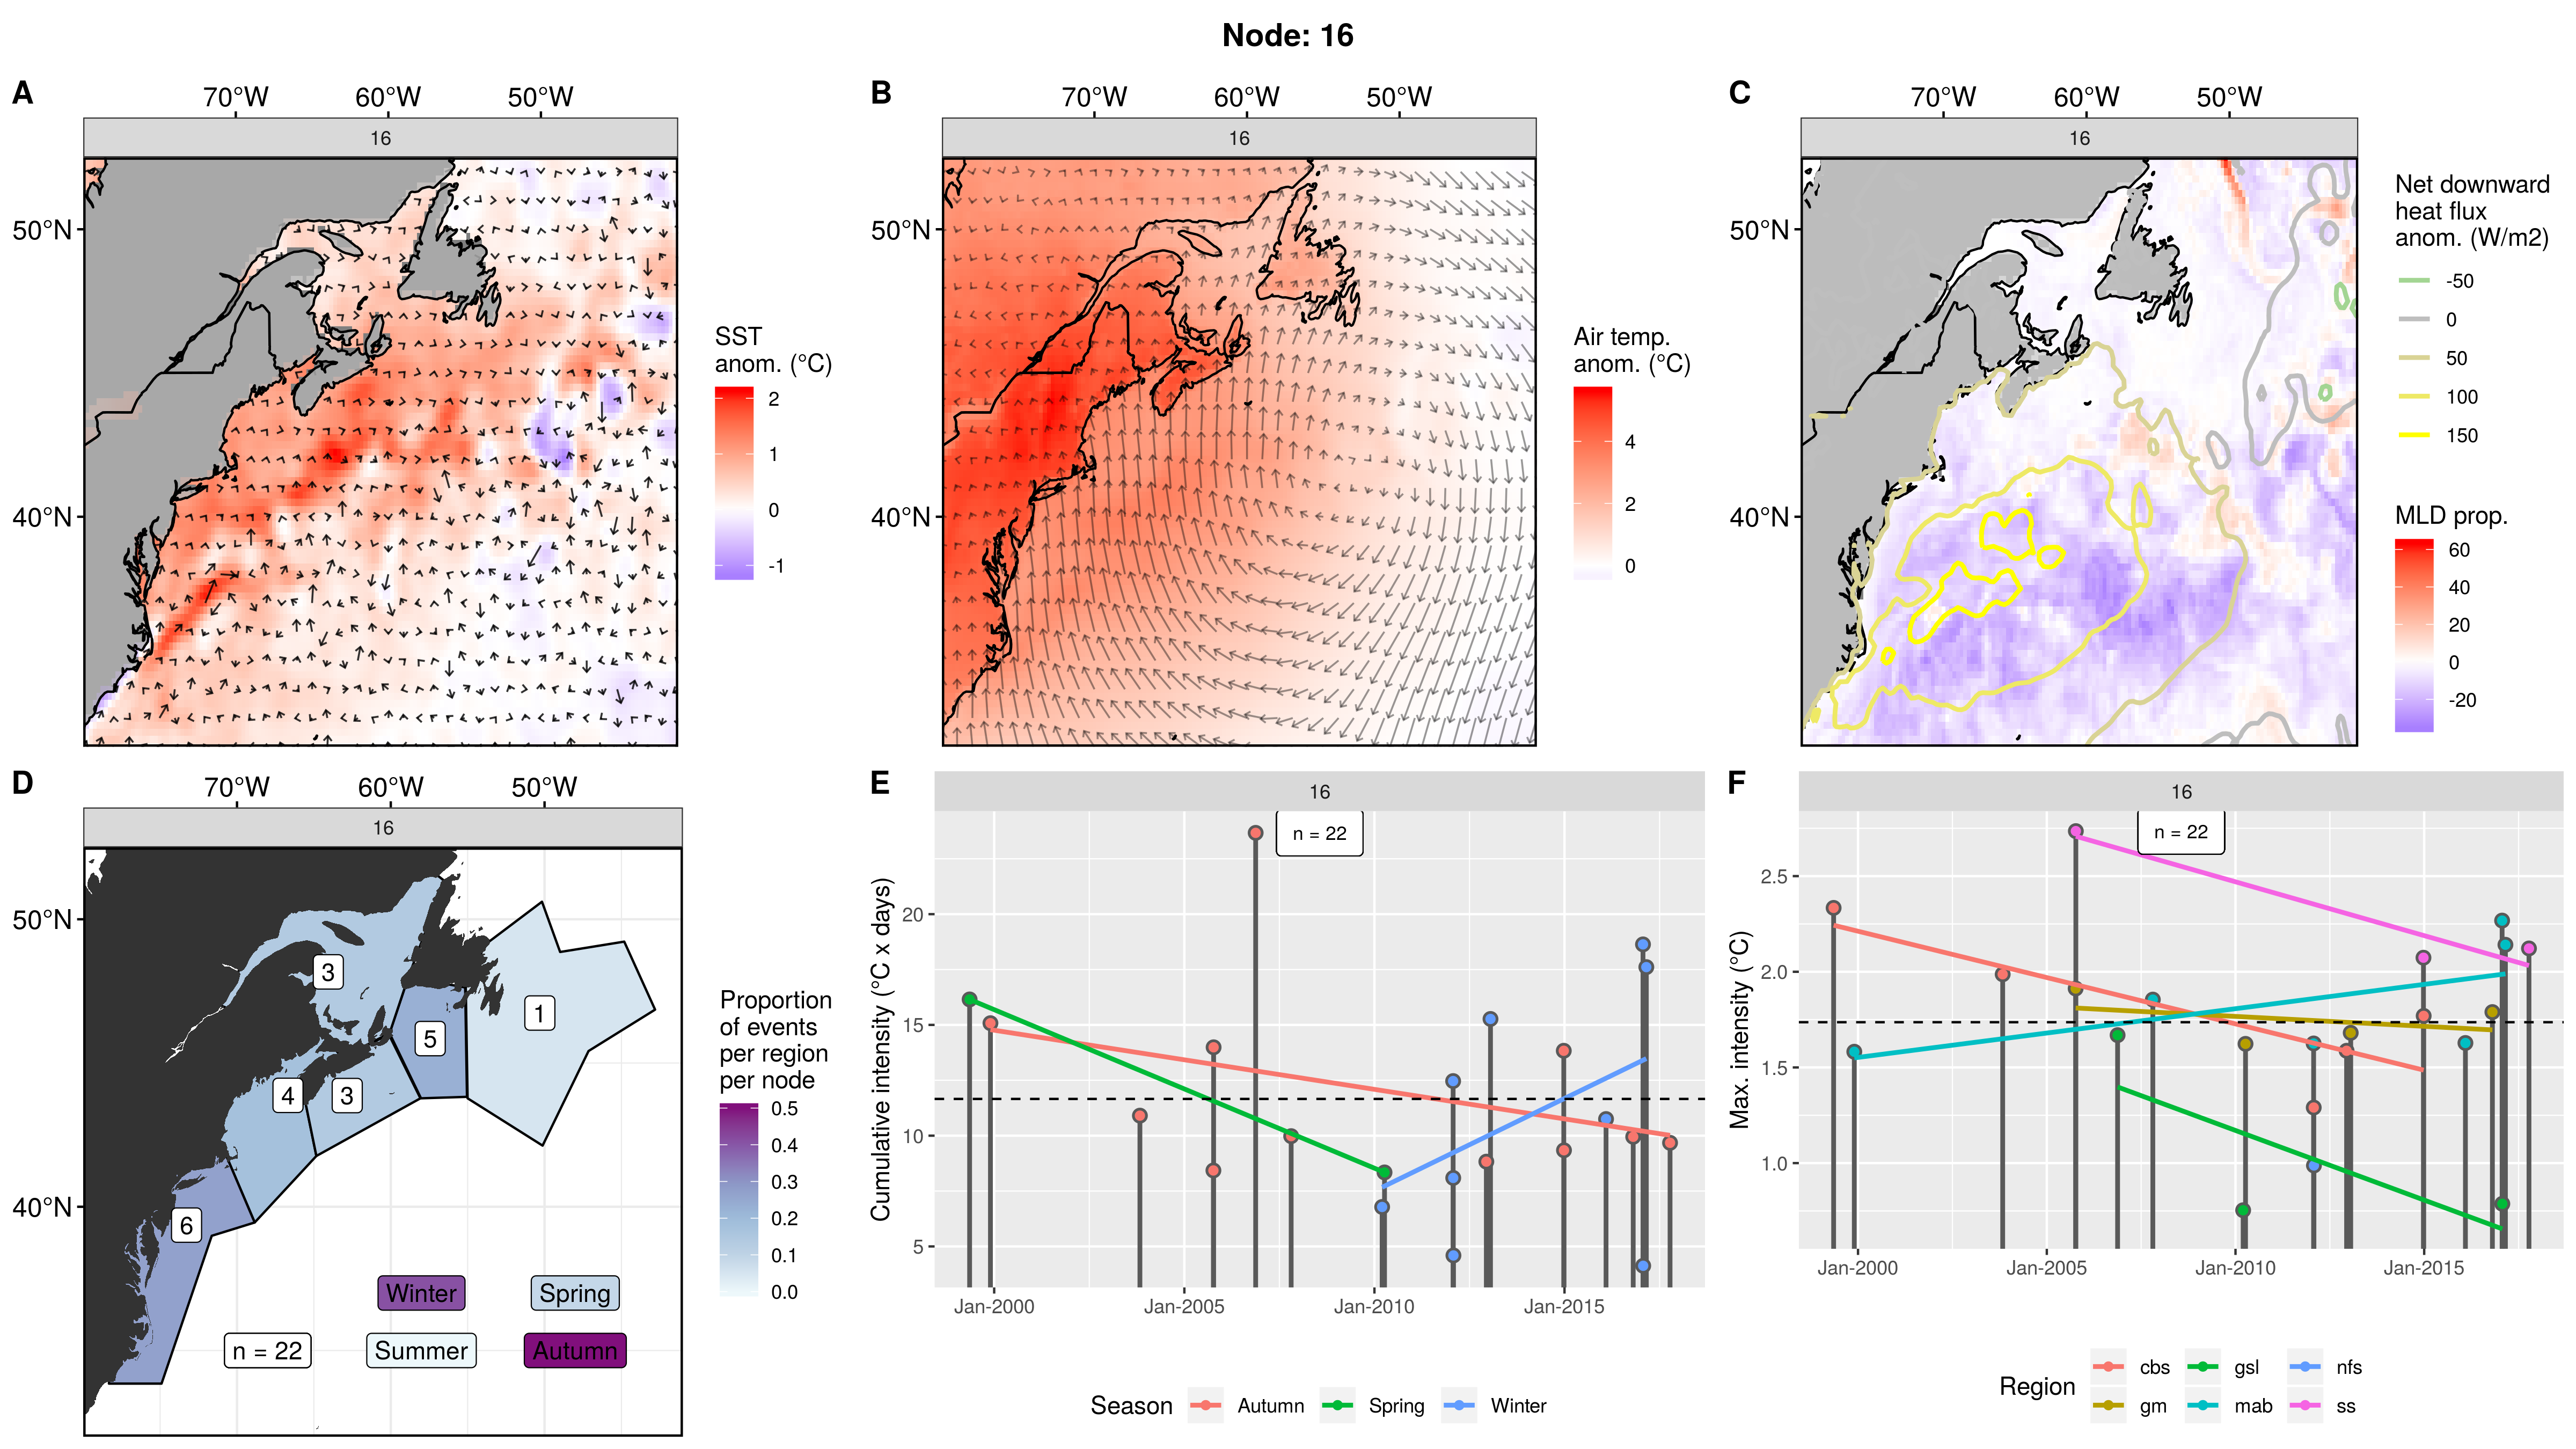 Node: 16
A
70°W 60°W 50°W
16
50°N
40°N
SST
anom. (°C)
2
1
0
-1
B
70°W 60°W 50°W
16
50°N
40°N
Air temp.
anom. (°C)
4
2
0
C
70°W 60°W 50°W
16
50°N
40°N
Net downward
heat flux
anom. (W/m2)
-50
0
50
100
150
MLD prop.
60
40
20
0
-20
D
70°W 60°W 50°W
16
50°N
40°N
3
5
1
4
3
6
Winter
Spring
n = 22
Summer
Autumn
Proportion
of events
per region
per node
0.5
0.4
0.3
0.2
0.1
0.0
E
16
n = 22
Cumulative intensity (°C x days)
20
15
10
5
Jan-2000 Jan-2005 Jan-2010 Jan-2015
Season Autumn Spring Winter
F
16
n = 22
Max. intensity (°C)
2.5
2.0
1.5
1.0
Jan-2000 Jan-2005 Jan-2010 Jan-2015
Region
cbs gsl nfs
gm mab ss